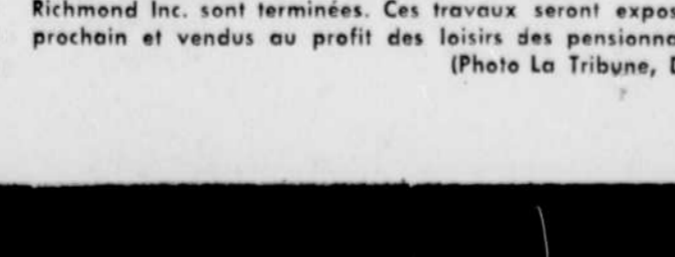 Richmond Inc. sont terminées. Ces travaux seront expos
prochain et vendus au profit des loisirs des pensionna
(Photo La Tribune, D